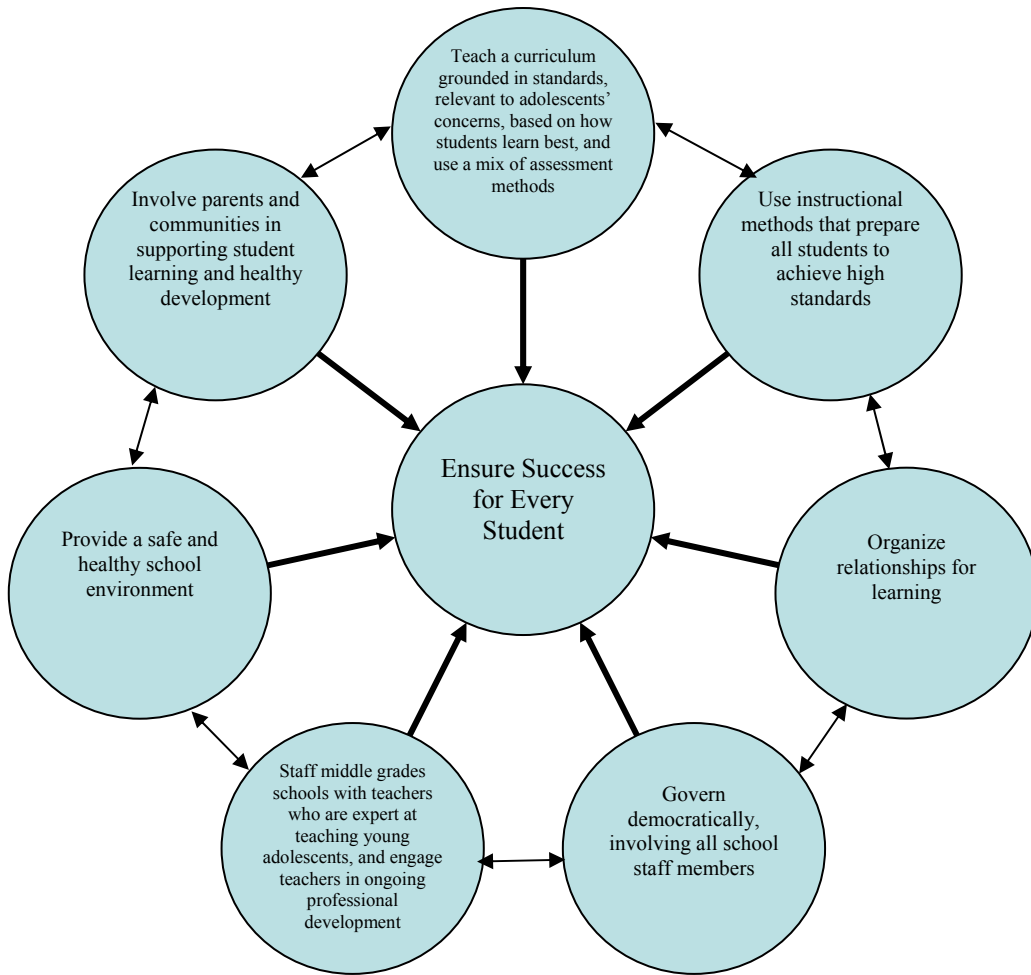 Teach a curriculum
grounded in standards,
relevant to adolescents’
concerns, based on how
students learn best, and
use a mix of assessment
methods
Involve parents and
communities in
supporting student
learning and healthy
development
Use instructional
methods that prepare
all students to
achieve high
standards
Ensure Success
for Every
Student
Provide a safe and
healthy school
environment
Organize
relationships for
learning
Staff middle grades
schools with teachers
who are expert at
teaching young
adolescents, and engage
teachers in ongoing
professional
development
Govern
democratically,
involving all school
staff members